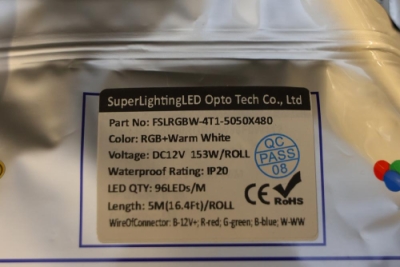 SuperLightingLED Opto Tech Co., Ltd
Part No: FSLRGBW-4T1-5050X480
Color: RGB+Warm White
Voltage: DC12V 153W/ROLL
Waterproof Rating: IP20
LED QTY: 96LEDs/M
Length: 5M(16.4Ft)/ROLL
WireOfConnector: B-12V+; R-red; G-green; B-blue; W-WW
QC
PASS
08
CE
RoHS